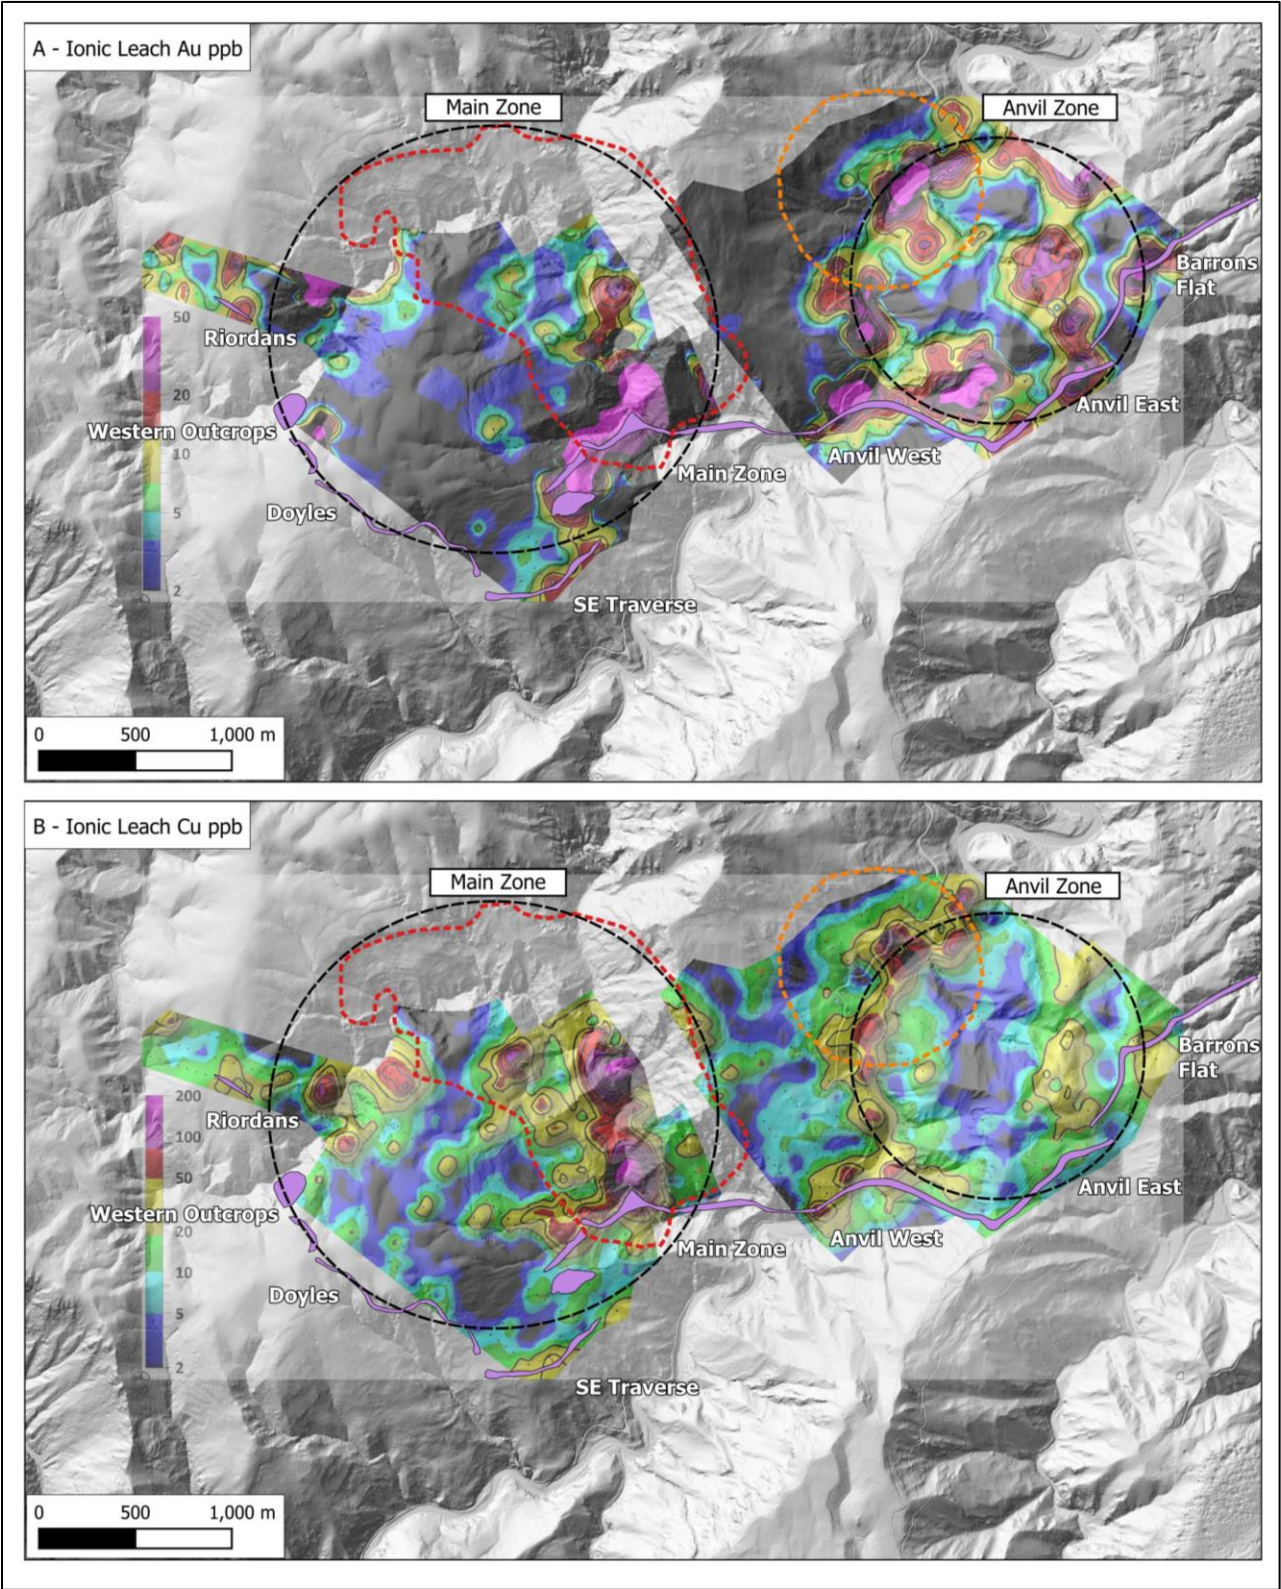 A - Ionic Leach Au ppb
Main Zone
Anvil Zone
Barrons
Flat
50
Riordans
20
Anvil East
Western Outcrops
10
Anvil West
Main Zone
5
Doyles
2
SE Traverse
0 500 1,000 m
B - Ionic Leach Cu ppb
Main Zone
Anvil Zone
Barrons
Flat
200
Riordans
100
50
Anvil East
Western Outcrops
20
Anvil West
Main Zone
10
Doyles
5
2
SE Traverse
0 500 1,000 m